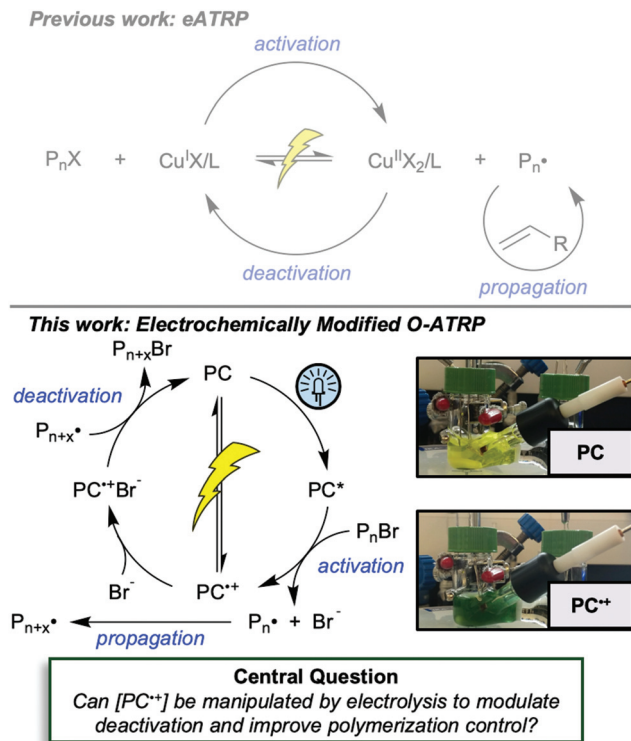 Previous work: eATRP
activation
PₙX + CuᴵX/L Cuᴵᴵ X₂/L + Pₙ•
R
deactivation
propagation
This work: Electrochemically Modified O-ATRP
Pₙ₊ₓBr
PC
deactivation
Pₙ₊ₓ•
PC
PC•⁺Br⁻
PC*
PₙBr
activation
Br⁻
PC•⁺
PC•⁺
Pₙ₊ₓ•
Pₙ• + Br⁻
propagation
Central Question
Can [PC•⁺] be manipulated by electrolysis to modulate
deactivation and improve polymerization control?